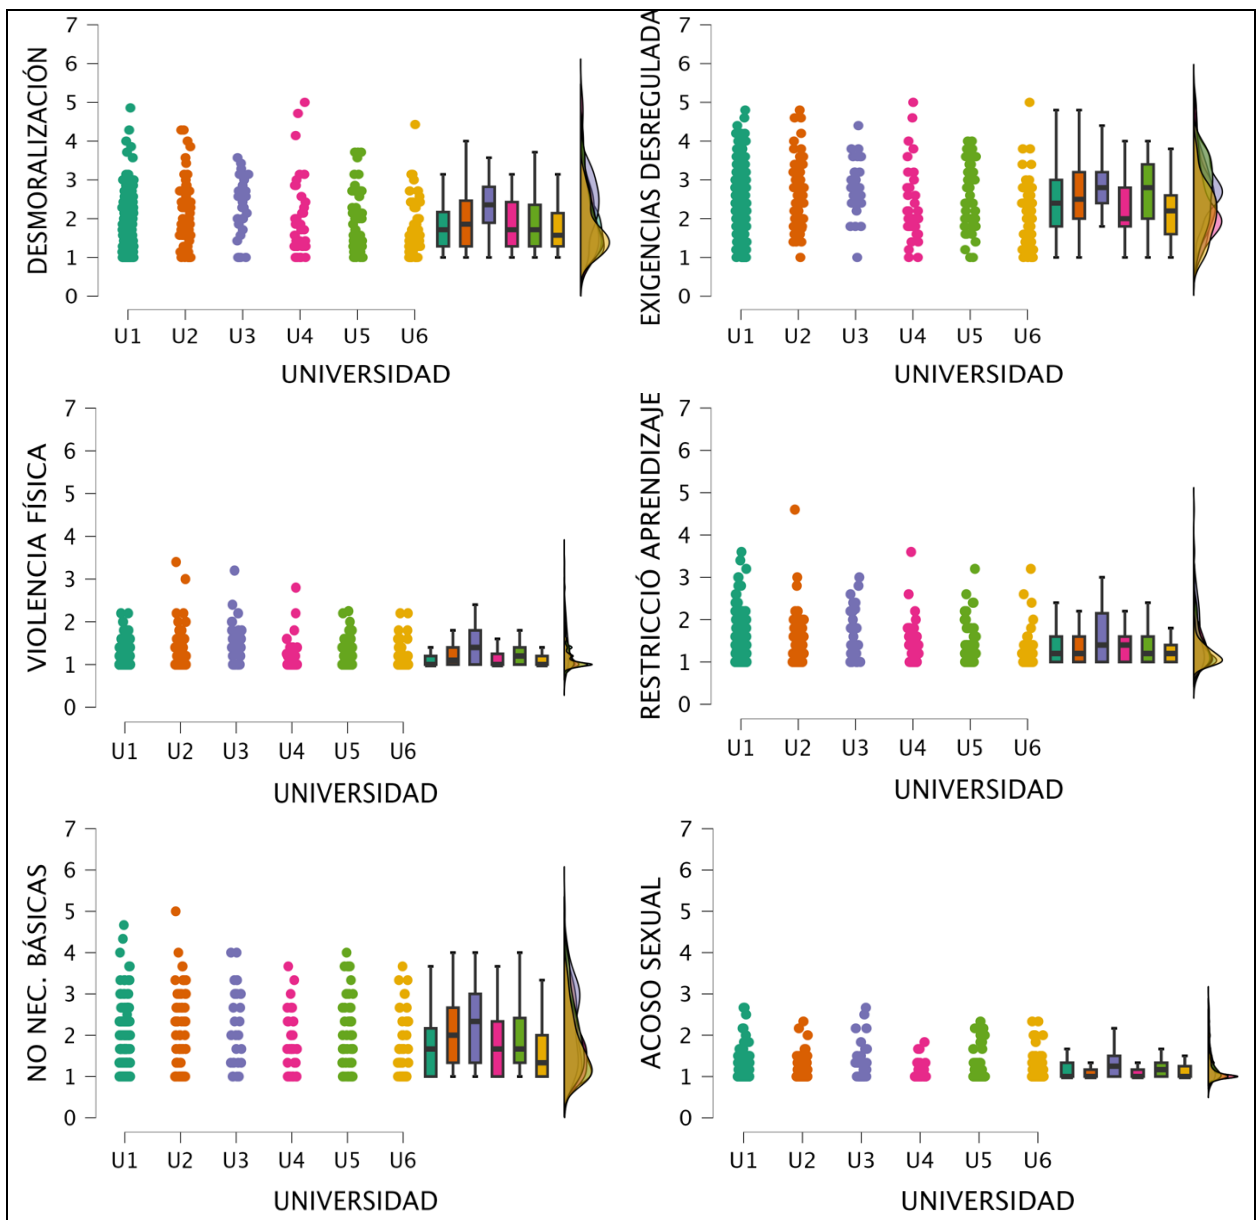 DESMORALIZACIÓN
7
6
5
4
3
2
1
0
U1 U2 U3 U4 U5 U6
UNIVERSIDAD
EXIGENCIAS DESREGULADA
7
6
5
4
3
2
1
0
U1 U2 U3 U4 U5 U6
UNIVERSIDAD
VIOLENCIA FÍSICA
7
6
5
4
3
2
1
0
U1 U2 U3 U4 U5 U6
UNIVERSIDAD
RESTRICCIÓ APRENDIZAJE
7
6
5
4
3
2
1
0
U1 U2 U3 U4 U5 U6
UNIVERSIDAD
NO NEC. BÁSICAS
7
6
5
4
3
2
1
0
U1 U2 U3 U4 U5 U6
UNIVERSIDAD
ACOSO SEXUAL
7
6
5
4
3
2
1
0
U1 U2 U3 U4 U5 U6
UNIVERSIDAD